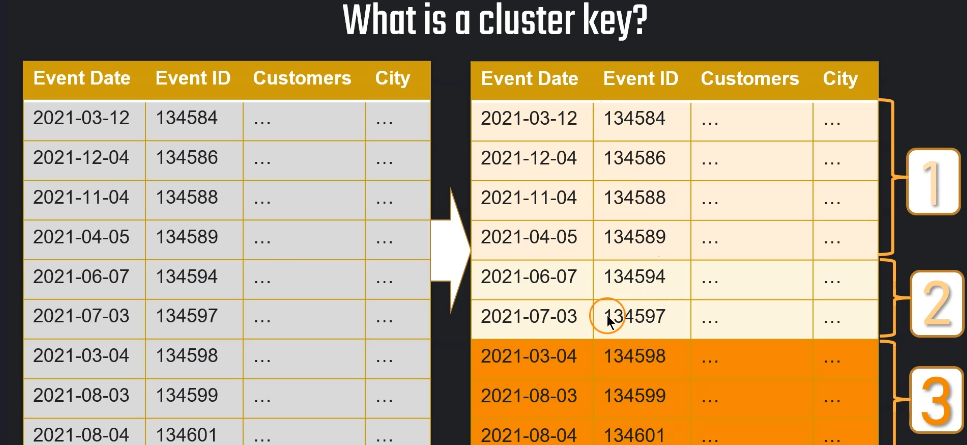 What is a cluster key?
Event Date Event ID Customers City
2021-03-12 134584 ... ...
2021-12-04 134586 ... ...
2021-11-04 134588 ... ...
2021-04-05 134589 ... ...
2021-06-07 134594 ... ...
2021-07-03 134597 ... ...
2021-03-04 134598 ... ...
2021-08-03 134599 ... ...
2021-08-04 134601 ... ...
Event Date Event ID Customers City
2021-03-12 134584 ... ...
2021-12-04 134586 ... ...
2021-11-04 134588 ... ...
2021-04-05 134589 ... ...
2021-06-07 134594 ... ...
2021-07-03 134597 ... ...
2021-03-04 134598 ... ...
2021-08-03 134599 ... ...
2021-08-04 134601 ... ...
1
2
3